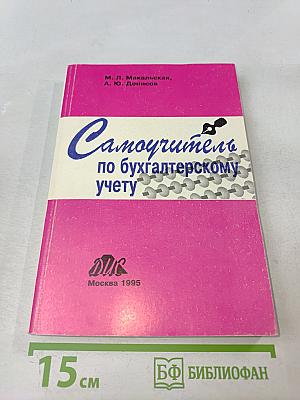 М. Л. Макальская,
А. Ю. Денисов
Самоучитель
по бухгалтерскому
учету
ДИС
Москва 1995
15 см
БФ БИБЛИОФАН